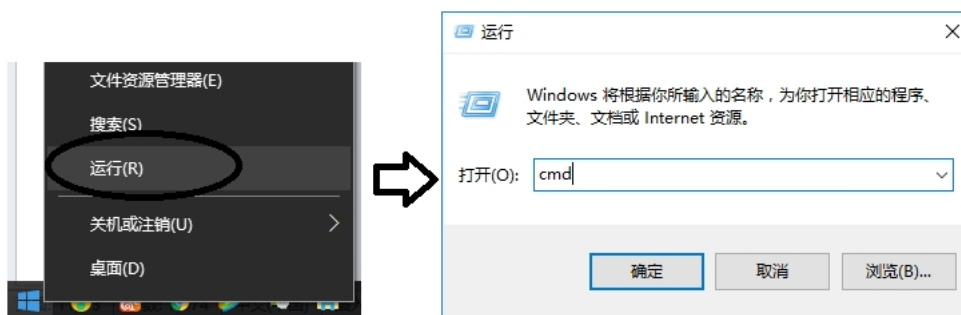 文件资源管理器(E)
搜索(S)
运行(R)
关机或注销(U)
桌面(D)
运行
Windows 将根据你所输入的名称，为你打开相应的程序、
文件夹、文档或 Internet 资源。
打开(O): cmd
确定 取消 浏览(B)...